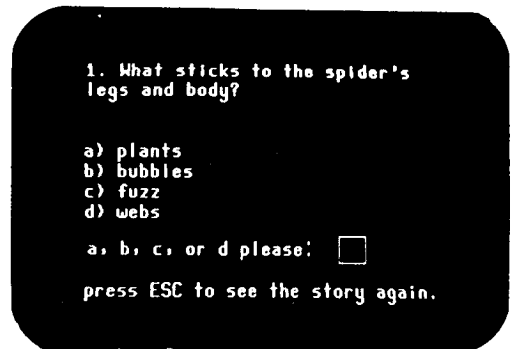 1. What sticks to the spider's
legs and body?
a) plants
b) bubbles
c) fuzz
d) webs
a, b, c, or d please:
press ESC to see the story again.